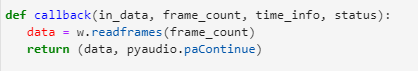 def callback(in_data, frame_count, time_info, status):
    data = w.readframes(frame_count)
    return (data, pyaudio.paContinue)